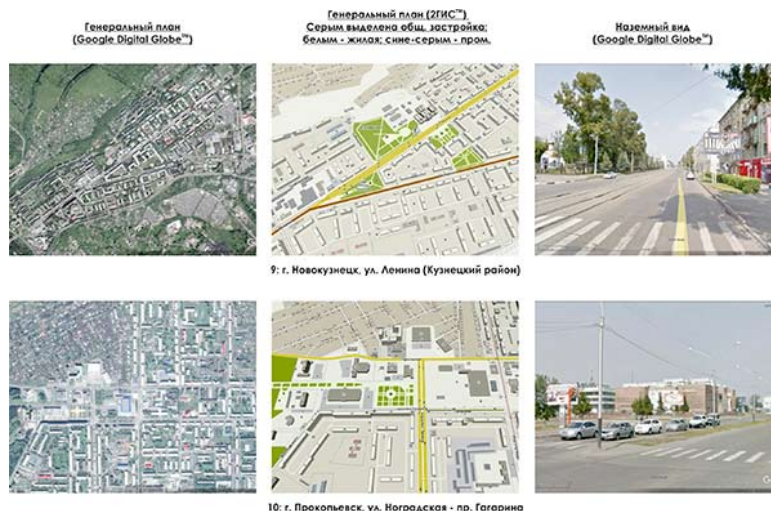 Генеральный план
(Google Digital Globe™)
Генеральный план (2ГИС™)
Серым выделена общ. застройка;
белым - жилая; сине-серым - пром.
Наземный вид
(Google Digital Globe™)
9: г. Новокузнецк, ул. Ленина (Кузнецкий район)
10: г. Прокопьевск, ул. Ноградская - пр. Гагарина